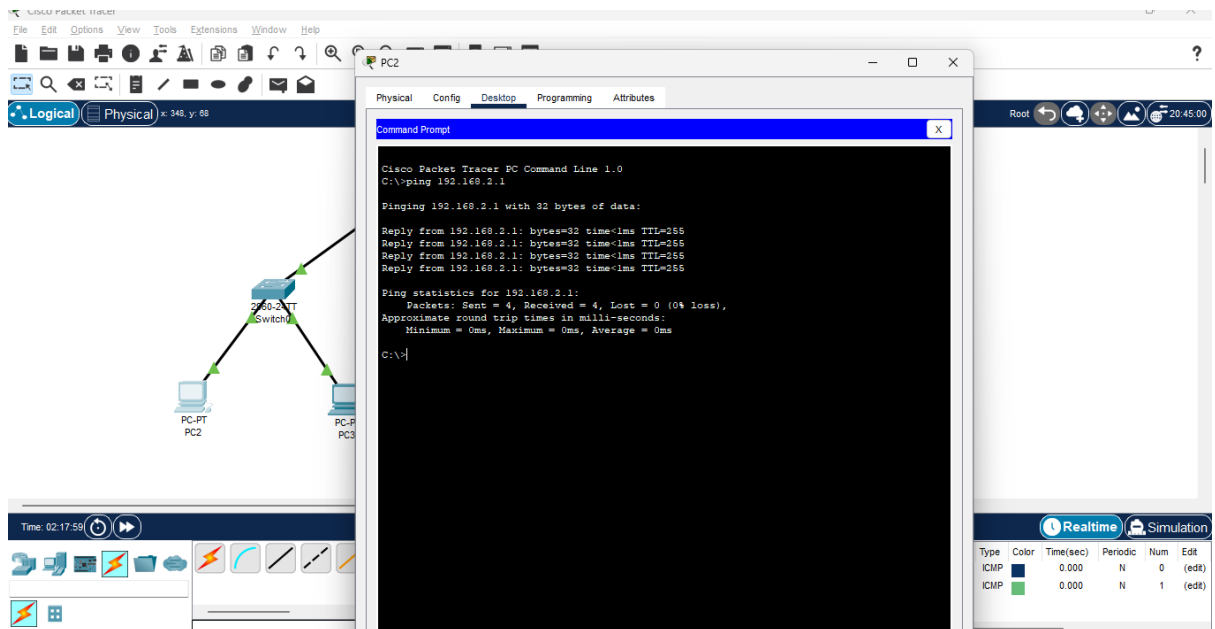 Cisco Packet Tracer
File Edit Options View Tools Extensions Window Help
?
PC2
Physical Config Desktop Programming Attributes
Logical Physical x: 348, y: 68
Root 20:45:00
Command Prompt
X
Cisco Packet Tracer PC Command Line 1.0
C:\>ping 192.168.2.1
Pinging 192.168.2.1 with 32 bytes of data:
Reply from 192.168.2.1: bytes=32 time<1ms TTL=255
Reply from 192.168.2.1: bytes=32 time<1ms TTL=255
Reply from 192.168.2.1: bytes=32 time<1ms TTL=255
Reply from 192.168.2.1: bytes=32 time<1ms TTL=255
Ping statistics for 192.168.2.1:
Packets: Sent = 4, Received = 4, Lost = 0 (0% loss),
Approximate round trip times in milli-seconds:
Minimum = 0ms, Maximum = 0ms, Average = 0ms
C:\>
2960-24TT
Switch0
PC-PT
PC2
PC-P
PC3
Time: 02:17:59
Realtime Simulation
Type Color Time(sec) Periodic Num Edit
ICMP 0.000 N 0 (edit)
ICMP 0.000 N 1 (edit)